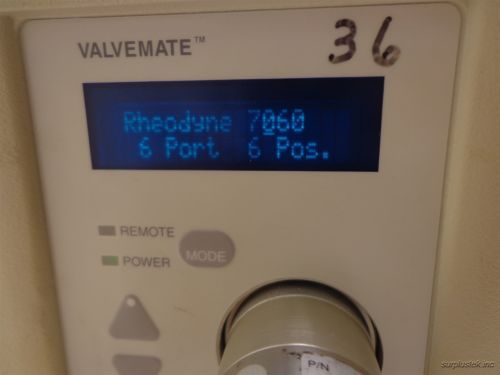 VALVEMATE™
36
Rheodyne 7060
6 Port 6 Pos.
REMOTE
MODE
POWER
P/N
surplustek inc